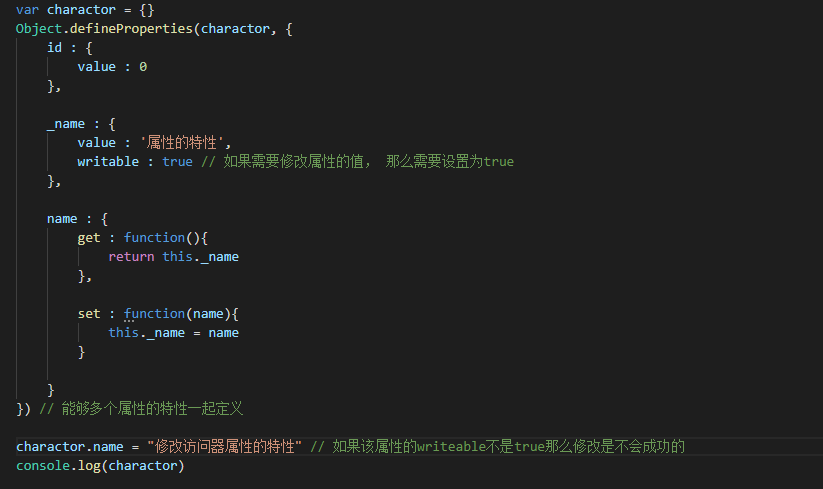 var charactor = {}
Object.defineProperties(charactor, {
id : {
value : 0
},
_name : {
value : '属性的特性',
writable : true // 如果需要修改属性的值， 那么需要设置为true
},
name : {
get : function(){
return this._name
},
set : function(name){
this._name = name
}
}
}) // 能够多个属性的特性一起定义
charactor.name = "修改访问器属性的特性" // 如果该属性的writeable不是true那么修改是不会成功的
console.log(charactor)